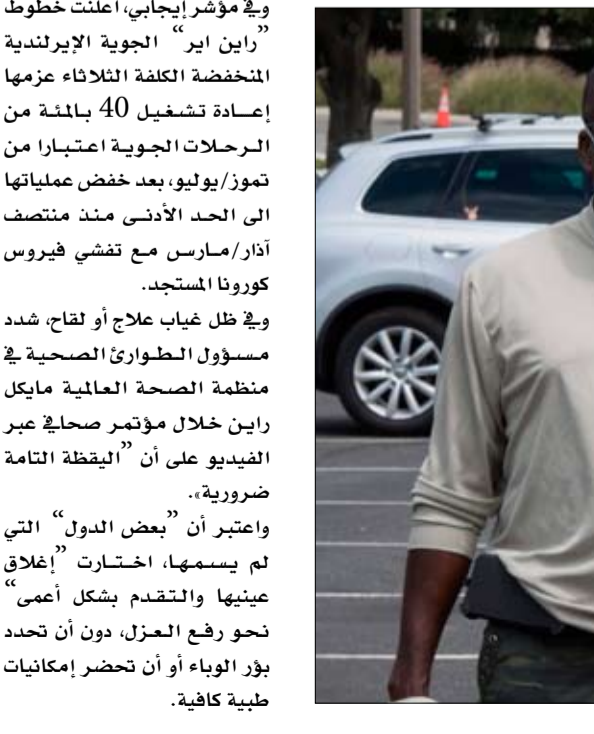 وفي مؤشر إيجابي، أعلنت خطوط
”راين اير“ الجوية الإيرلندية
المنخفضة الكلفة الثلاثاء عزمها
إعادة تشغيل 40 بالمئة من
الرحلات الجوية اعتبارا من
تموز/يوليو، بعد خفض عملياتها
الى الحد الأدنى منذ منتصف
آذار/مارس مع تفشي فيروس
كورونا المستجد.
وفي ظل غياب علاج أو لقاح، شدد
مسؤول الطوارئ الصحية في
منظمة الصحة العالمية مايكل
راين خلال مؤتمر صحافي عبر
الفيديو على أن ”اليقظة التامة
ضرورية«.
واعتبر أن ”بعض الدول“ التي
لم يسمها، اختارت ”إغلاق
عينيها والتقدم بشكل أعمى“
نحو رفع العزل، دون أن تحدد
بؤر الوباء أو أن تحضر إمكانيات
طبية كافية.